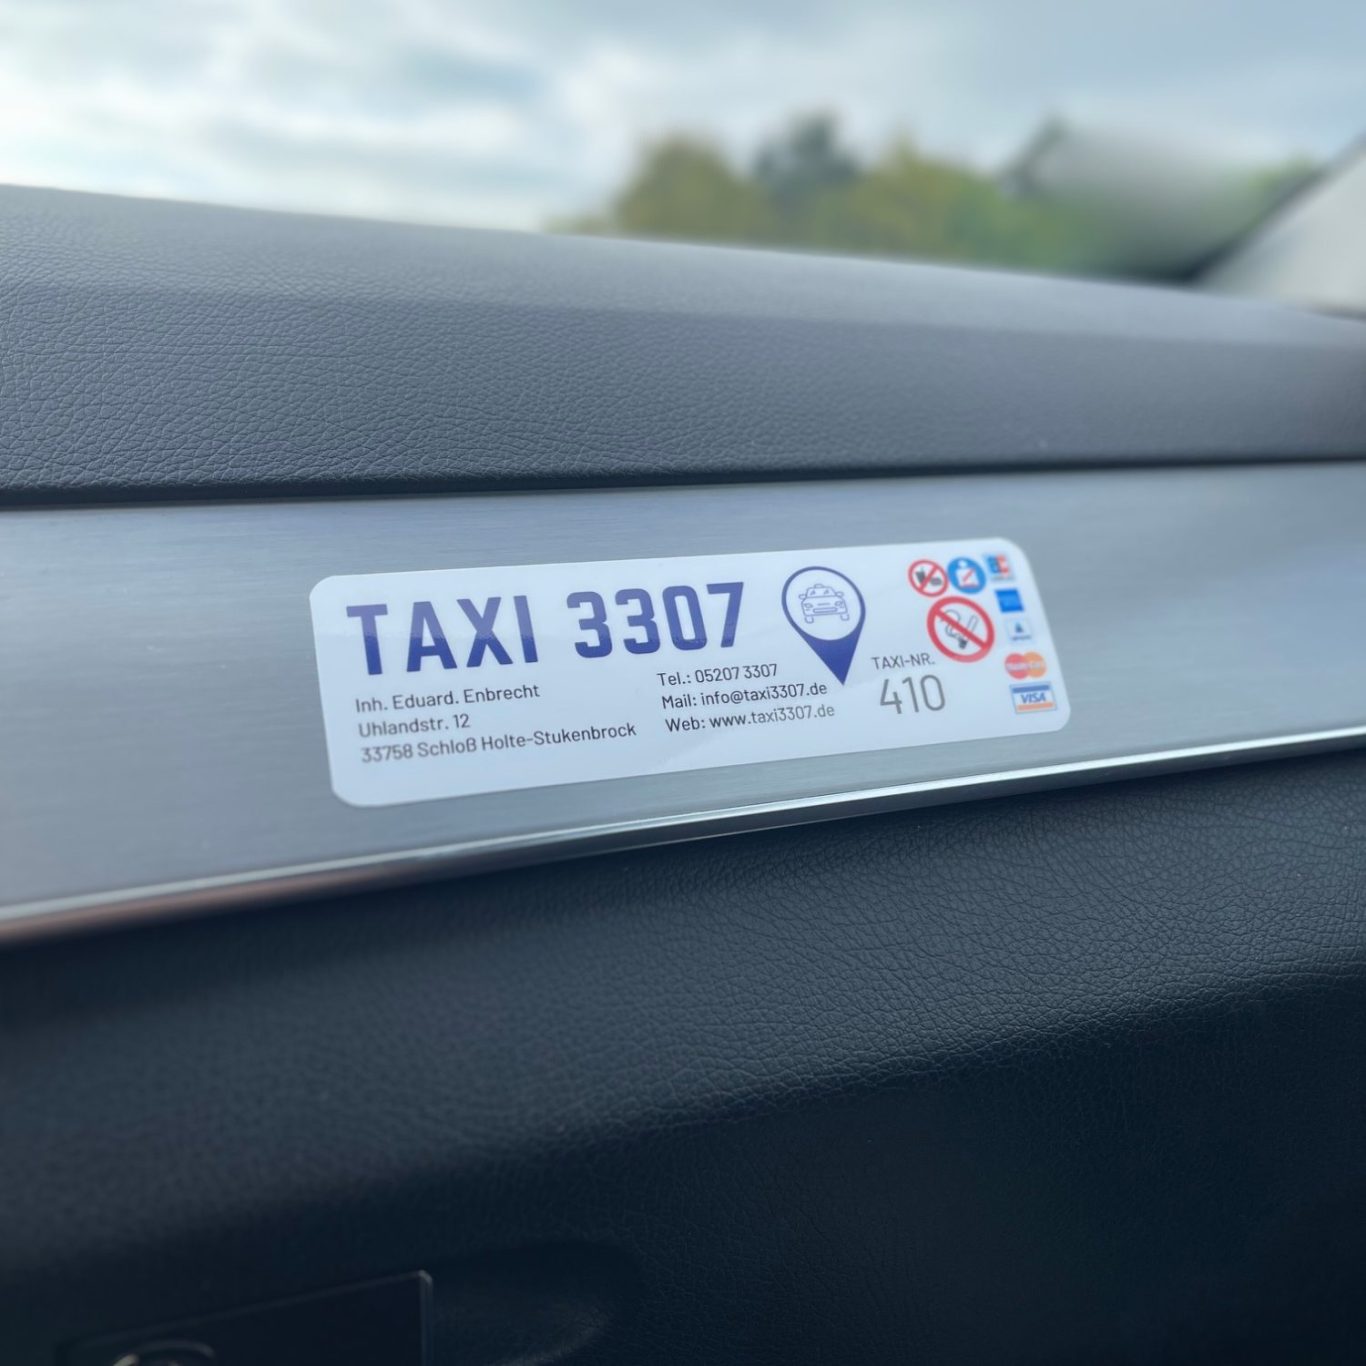 TAXI 3307
Inh. Eduard. Enbrecht
Uhlandstr. 12
33758 Schloß Holte-Stukenbrock
Tel.: 05207 3307
Mail: info@taxi3307.de
Web: www.taxi3307.de
TAXI-NR.
410
VISA